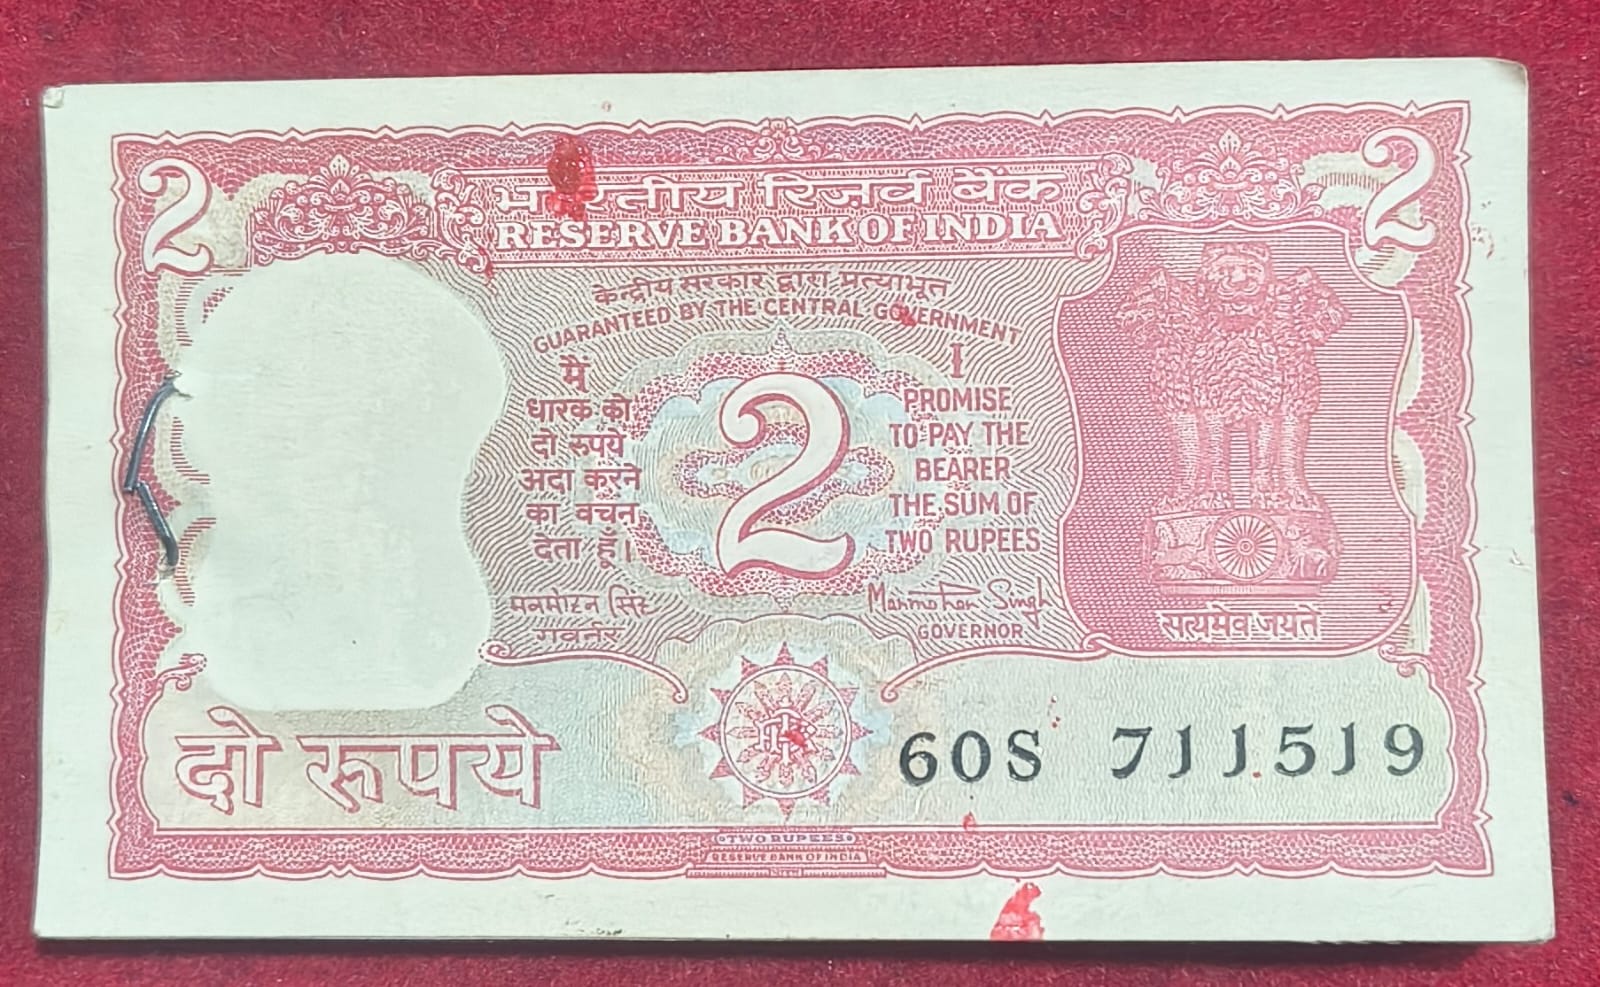 2 2
भारतीय रिज़र्व बैंक
RESERVE BANK OF INDIA
केन्द्रीय सरकार द्वारा प्रत्याभूत
GUARANTEED BY THE CENTRAL GOVERNMENT
मैं
धारक को
दो रुपये
अदा करने
का वचन
देता हूँ।
2
I
PROMISE
TO PAY THE
BEARER
THE SUM OF
TWO RUPEES
मनमोहन सिंह
गवर्नर
Manmohan Singh
GOVERNOR
सत्यमेव जयते
दो रुपये
60S 711519
TWO RUPEES
RESERVE BANK OF INDIA